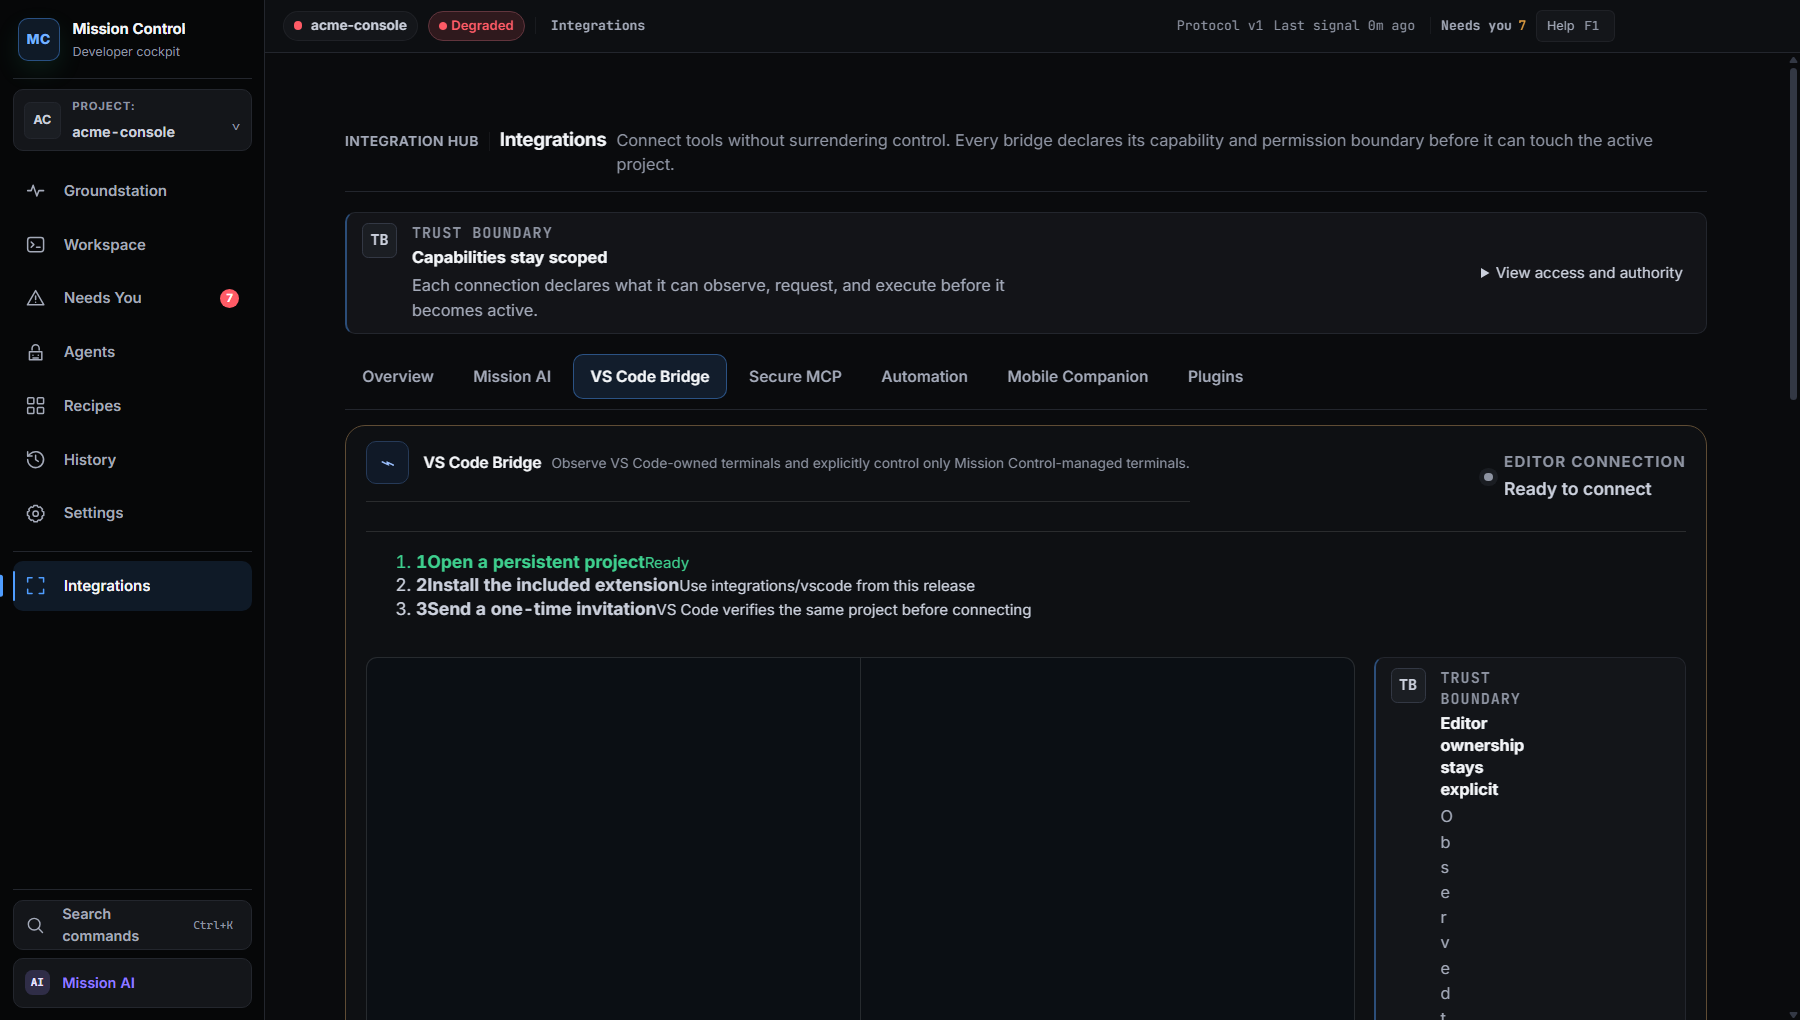 MC
Mission Control
Developer cockpit
AC
PROJECT:
acme-console
v
Groundstation
Workspace
Needs You
7
Agents
Recipes
History
Settings
Integrations
Search
commands
Ctrl+K
AI
Mission AI
acme-console
Degraded
Integrations
Protocol v1
Last signal 0m ago
Needs you 7
Help F1
INTEGRATION HUB
Integrations
Connect tools without surrendering control. Every bridge declares its capability and permission boundary before it can touch the active
project.
TB
TRUST BOUNDARY
Capabilities stay scoped
Each connection declares what it can observe, request, and execute before it
becomes active.
View access and authority
Overview
Mission AI
VS Code Bridge
Secure MCP
Automation
Mobile Companion
Plugins
VS Code Bridge
Observe VS Code-owned terminals and explicitly control only Mission Control-managed terminals.
EDITOR CONNECTION
Ready to connect
1. 1Open a persistent projectReady
2. 2Install the included extensionUse integrations/vscode from this release
3. 3Send a one-time invitationVS Code verifies the same project before connecting
TB
TRUST
BOUNDARY
Editor
ownership
stays
explicit
O
b
s
e
r
v
e
d
t